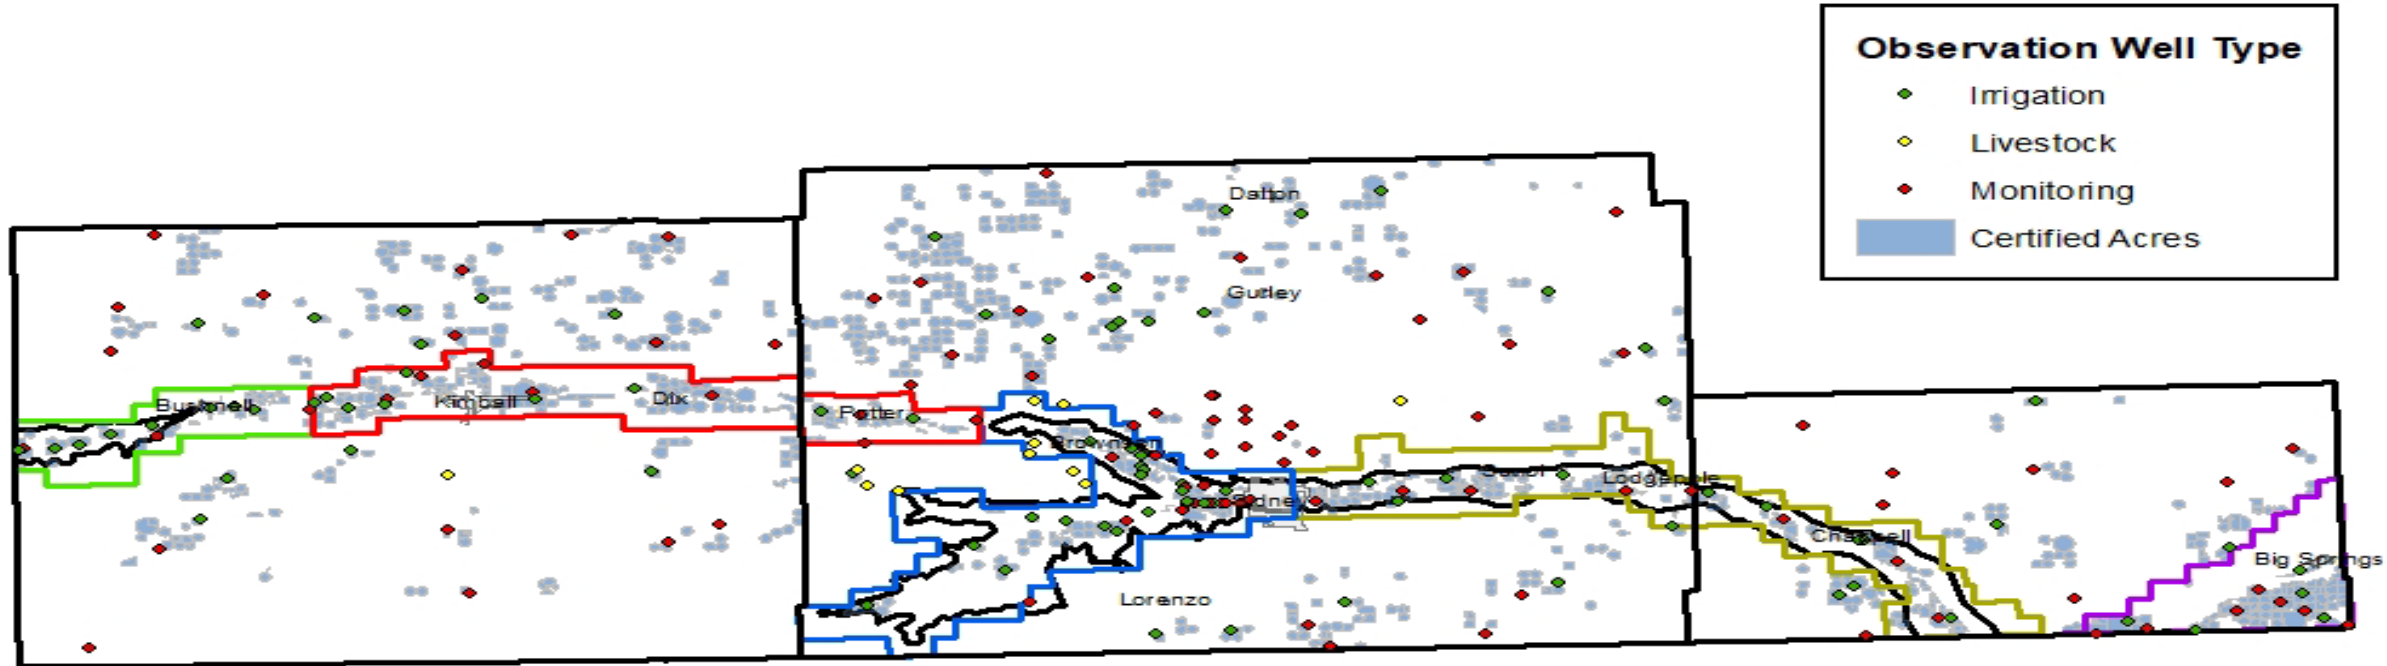 Observation Well Type
Irrigation
Livestock
Monitoring
Certified Acres
Dalton
Gurley
Bushnell
Kimball
Dix
Potter
Brownson
Sidney
Lodgepole
Chappell
Big Springs
Lorenzo